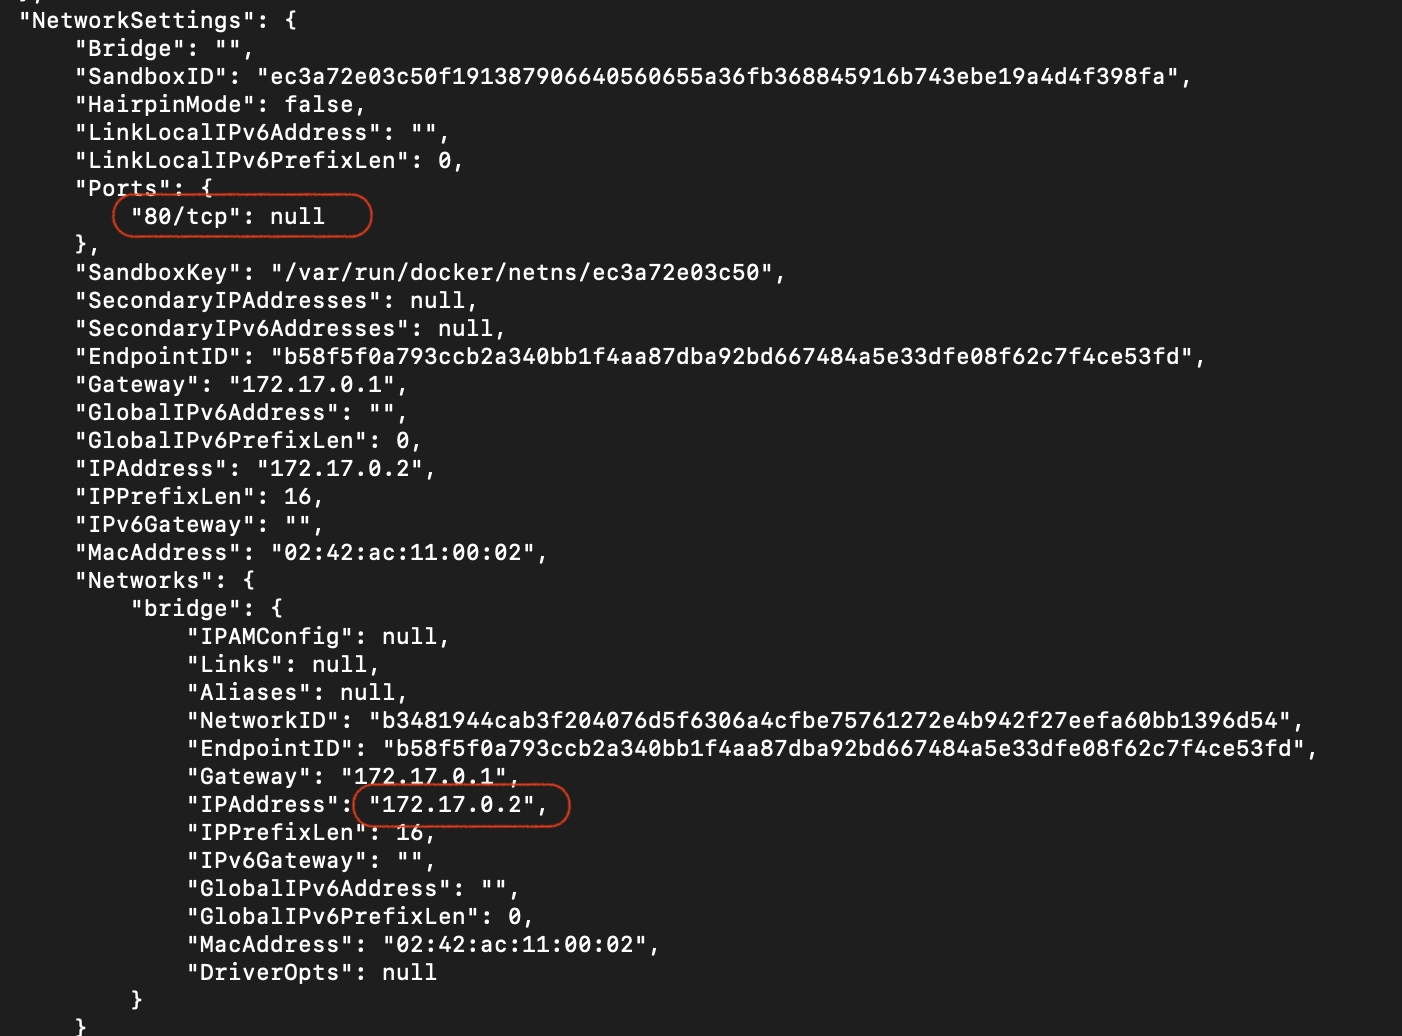 "NetworkSettings": {
"Bridge": "",
"SandboxID": "ec3a72e03c50f191387906640560655a36fb368845916b743ebe19a4d4f398fa",
"HairpinMode": false,
"LinkLocalIPv6Address": "",
"LinkLocalIPv6PrefixLen": 0,
"Ports": {
"80/tcp": null
},
"SandboxKey": "/var/run/docker/netns/ec3a72e03c50",
"SecondaryIPAddresses": null,
"SecondaryIPv6Addresses": null,
"EndpointID": "b58f5f0a793ccb2a340bb1f4aa87dba92bd667484a5e33dfe08f62c7f4ce53fd",
"Gateway": "172.17.0.1",
"GlobalIPv6Address": "",
"GlobalIPv6PrefixLen": 0,
"IPAddress": "172.17.0.2",
"IPPrefixLen": 16,
"IPv6Gateway": "",
"MacAddress": "02:42:ac:11:00:02",
"Networks": {
"bridge": {
"IPAMConfig": null,
"Links": null,
"Aliases": null,
"NetworkID": "b3481944cab3f204076d5f6306a4cfbe75761272e4b942f27eefa60bb1396d54",
"EndpointID": "b58f5f0a793ccb2a340bb1f4aa87dba92bd667484a5e33dfe08f62c7f4ce53fd",
"Gateway": "172.17.0.1",
"IPAddress": "172.17.0.2",
"IPPrefixLen": 16,
"IPv6Gateway": "",
"GlobalIPv6Address": "",
"GlobalIPv6PrefixLen": 0,
"MacAddress": "02:42:ac:11:00:02",
"DriverOpts": null
}
}